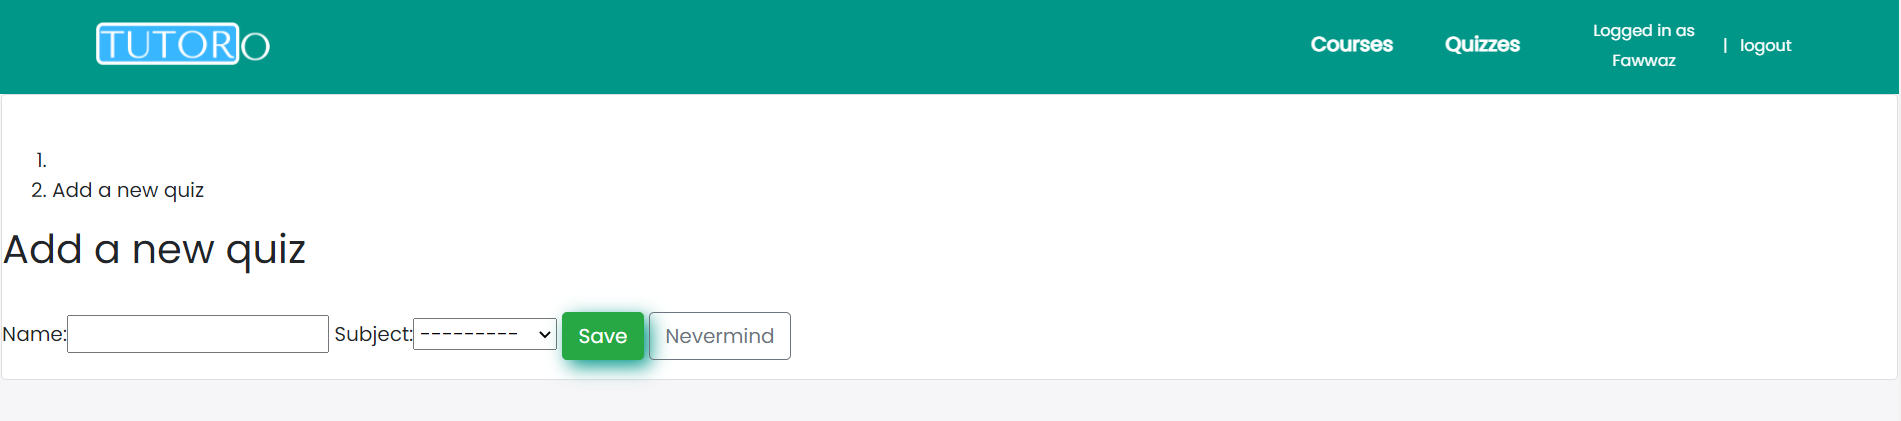 TUTORO
Courses Quizzes Logged in as Fawwaz | logout
1.
2. Add a new quiz
Add a new quiz
Name: Subject: --------- Save Nevermind